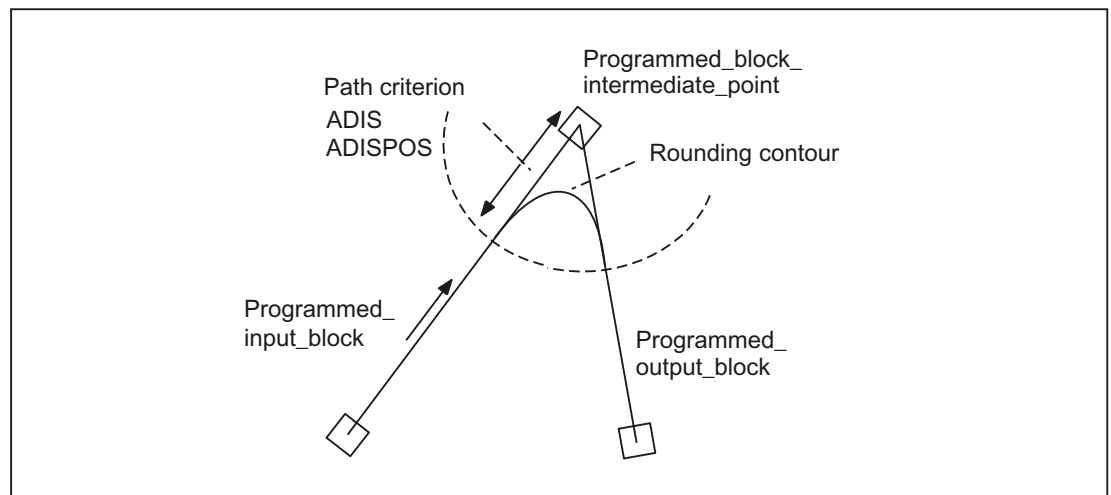 Programmed_block_
intermediate_point
Path criterion
ADIS
ADISPOS
Rounding contour
Programmed_
input_block
Programmed_
output_block